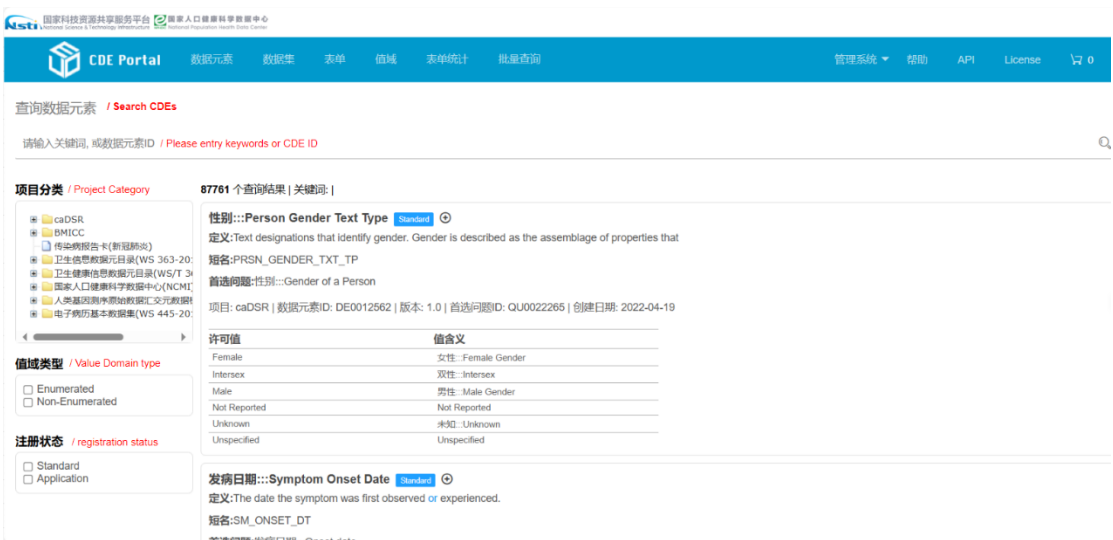 Nsti 国家科技资源共享服务平台 国家人口健康科学数据中心
National Science & Technology Infrastructure National Population Health Data Center
CDE Portal 数据元素 数据集 表单 值域 表单统计 批量查询 管理系统 帮助 API License 0
查询数据元素 / Search CDEs
请输入关键词, 或数据元素ID / Please entry keywords or CDE ID
项目分类 / Project Category
caDSR
BMICC
传染病报告卡(新冠肺炎)
卫生信息数据元目录(WS 363-20
卫生健康信息数据元目录(WS/T 3
国家人口健康科学数据中心(NCMI
人类基因测序原始数据汇交元数据
电子病历基本数据集(WS 445-20
值域类型 / Value Domain type
Enumerated
Non-Enumerated
注册状态 / registration status
Standard
Application
87761 个查询结果 | 关键词: |
性别:::Person Gender Text Type Standard
定义:Text designations that identify gender. Gender is described as the assemblage of properties that
短名:PRSN_GENDER_TXT_TP
首选问题:性别:::Gender of a Person
项目: caDSR | 数据元素ID: DE0012562 | 版本: 1.0 | 首选问题ID: QU0022265 | 创建日期: 2022-04-19
许可值 值含义
Female 女性:::Female Gender
Intersex 双性:::Intersex
Male 男性:::Male Gender
Not Reported Not Reported
Unknown 未知:::Unknown
Unspecified Unspecified
发病日期:::Symptom Onset Date Standard
定义:The date the symptom was first observed or experienced.
短名:SM_ONSET_DT